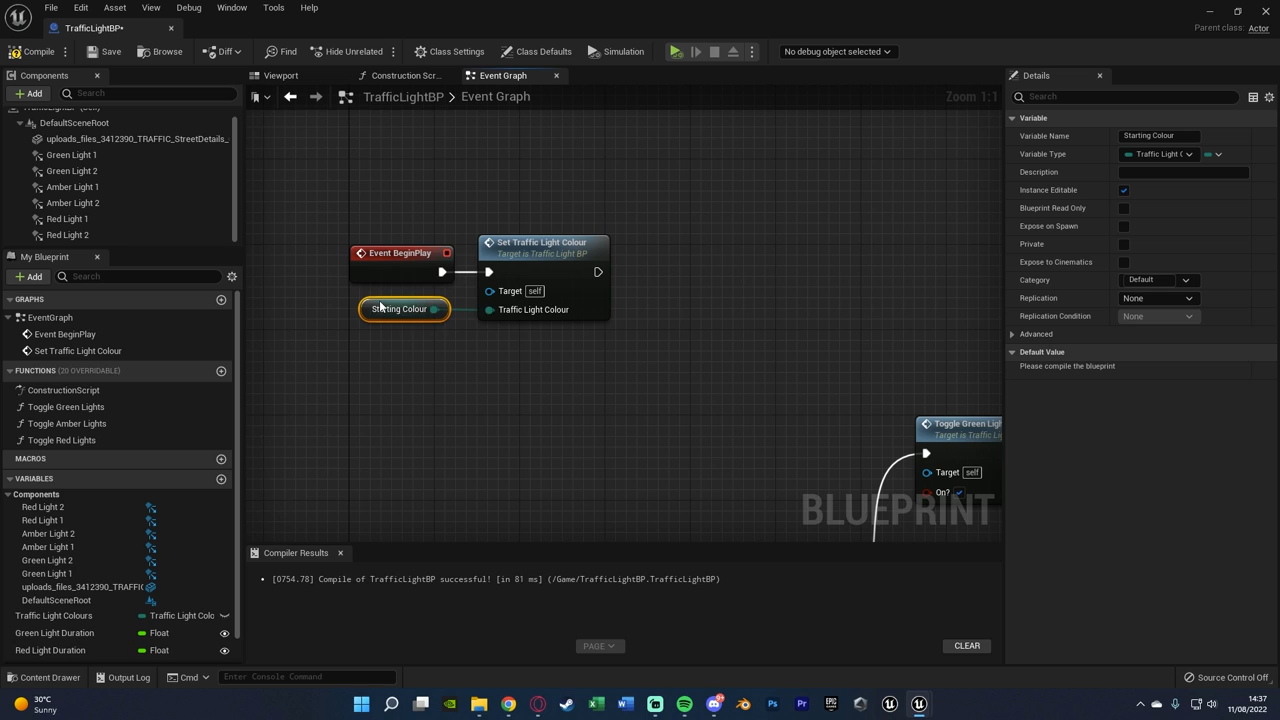 File Edit Asset View Debug Window Tools Help
TrafficLightBP*
Parent class: Actor
Compile Save Browse Diff Find Hide Unrelated Class Settings Class Defaults Simulation No debug object selected
Components
Add Search
DefaultSceneRoot
uploads_files_3412390_TRAFFIC_StreetDetails_
Green Light 1
Green Light 2
Amber Light 1
Amber Light 2
Red Light 1
Red Light 2
My Blueprint
Add Search
GRAPHS
EventGraph
Event BeginPlay
Set Traffic Light Colour
FUNCTIONS (20 OVERRIDABLE)
ConstructionScript
Toggle Green Lights
Toggle Amber Lights
Toggle Red Lights
MACROS
VARIABLES
Components
Red Light 2
Red Light 1
Amber Light 2
Amber Light 1
Green Light 2
Green Light 1
uploads_files_3412390_TRAFFI
DefaultSceneRoot
Traffic Light Colours Traffic Light Colo
Green Light Duration Float
Red Light Duration Float
Viewport Construction Scr... Event Graph
TrafficLightBP > Event Graph Zoom 1:1
Event BeginPlay
Starting Colour
Set Traffic Light Colour
Target is Traffic Light BP
Target self
Traffic Light Colour
Toggle Green Ligh
Target is Traffic Li
Target self
On?
BLUEPRINT
Compiler Results
[0754.78] Compile of TrafficLightBP successful! [in 81 ms] (/Game/TrafficLightBP.TrafficLightBP)
PAGE CLEAR
Details
Search
Variable
Variable Name Starting Colour
Variable Type Traffic Light C
Description
Instance Editable
Blueprint Read Only
Expose on Spawn
Private
Expose to Cinematics
Category Default
Replication None
Replication Condition None
Advanced
Default Value
Please compile the blueprint
Content Drawer Output Log Cmd Enter Console Command Source Control Off
30°C
Sunny
14:37
11/08/2022